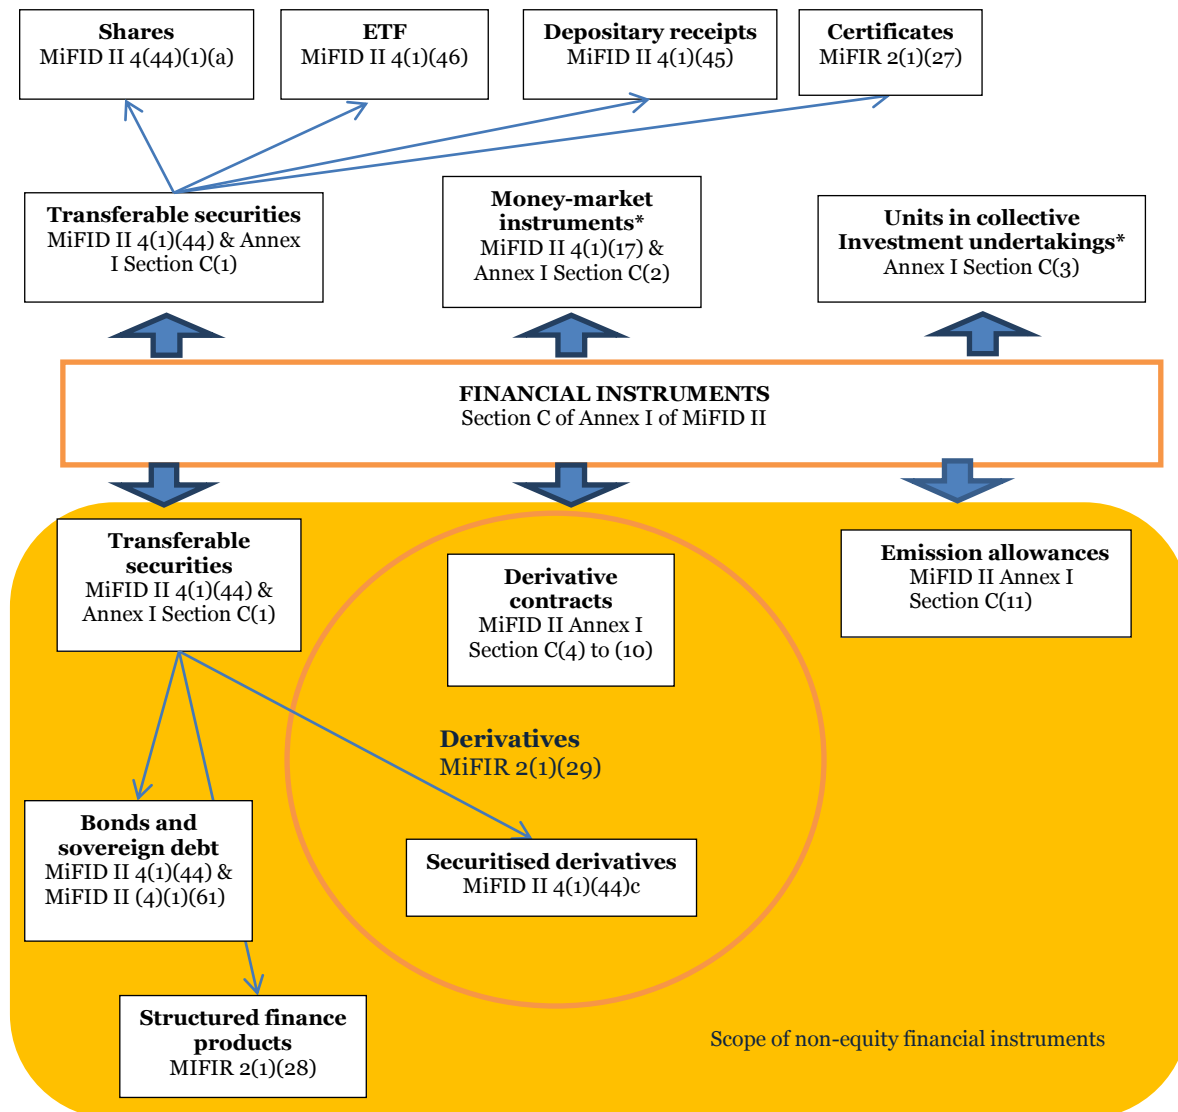 Shares
MiFID II 4(44)(1)(a)
ETF
MiFID II 4(1)(46)
Depositary receipts
MiFID II 4(1)(45)
Certificates
MiFIR 2(1)(27)
Transferable securities
MiFID II 4(1)(44) & Annex
I Section C(1)
Money-market
instruments*
MiFID II 4(1)(17) &
Annex I Section C(2)
Units in collective
Investment undertakings*
Annex I Section C(3)
FINANCIAL INSTRUMENTS
Section C of Annex I of MiFID II
Transferable
securities
MiFID II 4(1)(44) &
Annex I Section C(1)
Derivative
contracts
MiFID II Annex I
Section C(4) to (10)
Emission allowances
MiFID II Annex I
Section C(11)
Derivatives
MiFIR 2(1)(29)
Bonds and
sovereign debt
MiFID II 4(1)(44) &
MiFID II (4)(1)(61)
Securitised derivatives
MiFID II 4(1)(44)c
Structured finance
products
MIFIR 2(1)(28)
Scope of non-equity financial instruments